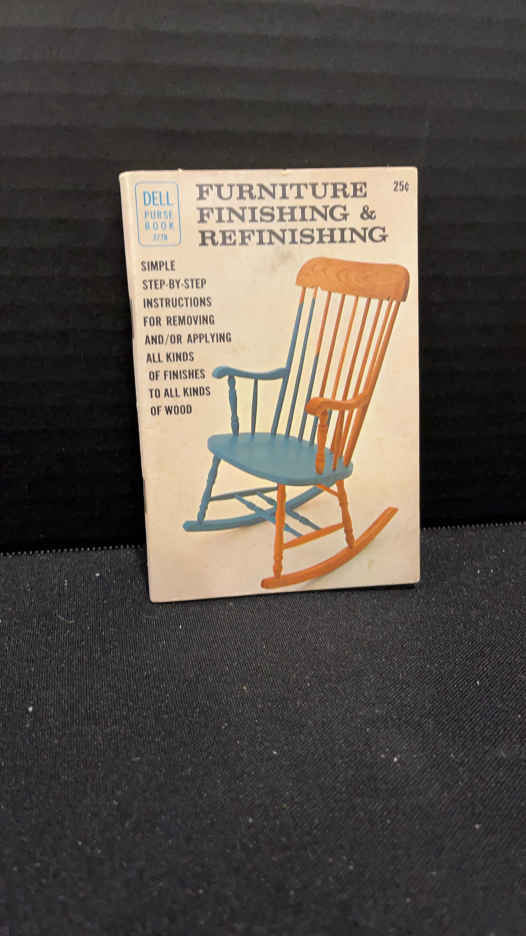 DELL
PURSE
BOOK
FURNITURE
FINISHING &
REFINISHING
25¢
SIMPLE
STEP-BY-STEP
INSTRUCTIONS
FOR REMOVING
AND/OR APPLYING
ALL KINDS
OF FINISHES
TO ALL KINDS
OF WOOD